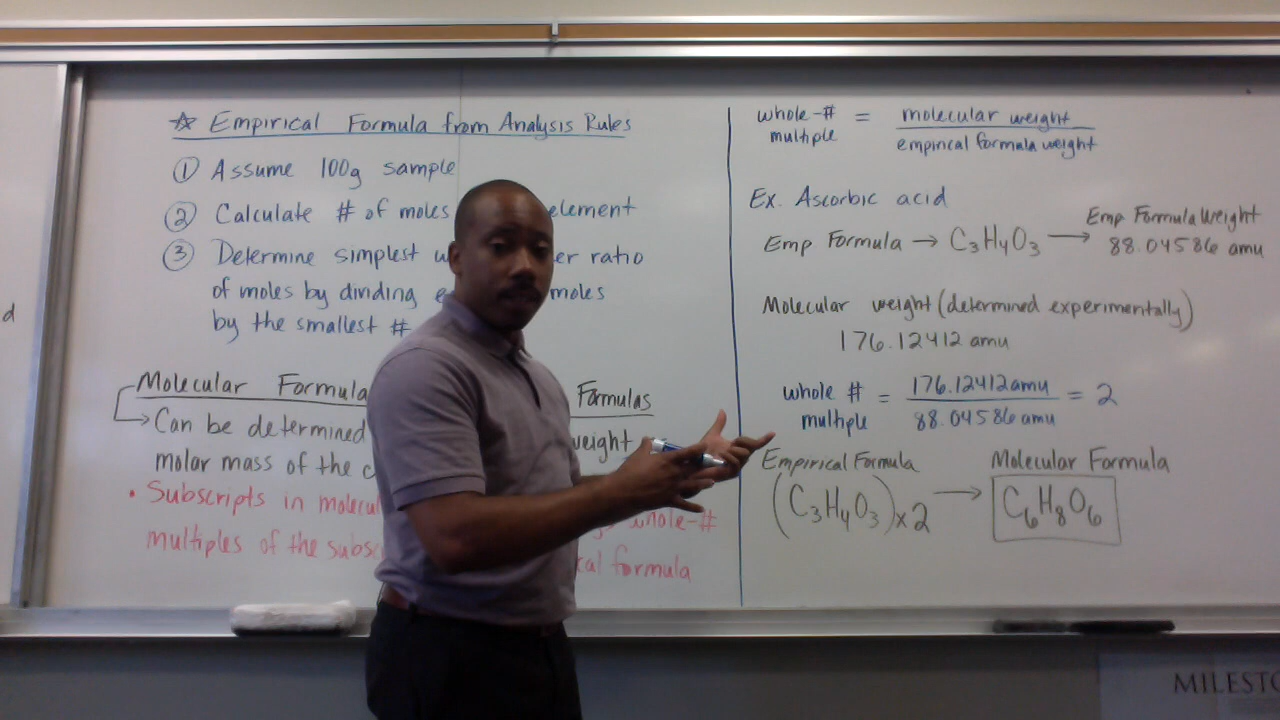 ☆ Empirical Formula from Analysis Rules
① Assume 100g sample
② Calculate # of moles element
③ Determine simplest er ratio
of moles by dividing moles
by the smallest #
Molecular Formula Formulas
→ Can be determined weight
molar mass of the
• Subscripts in whole-#
multiples of the cal formula
d
whole-# multiple = molecular weight
empirical formula weight
Ex. Ascorbic acid
Emp Formula → C₃H₄O₃ → Emp Formula Weight
88.04586 amu
Molecular weight (determined experimentally)
176.12412 amu
whole # multiple = 176.12412 amu = 2
88.04586 amu
Empirical Formula Molecular Formula
(C₃H₄O₃)×2 → C₆H₈O₆